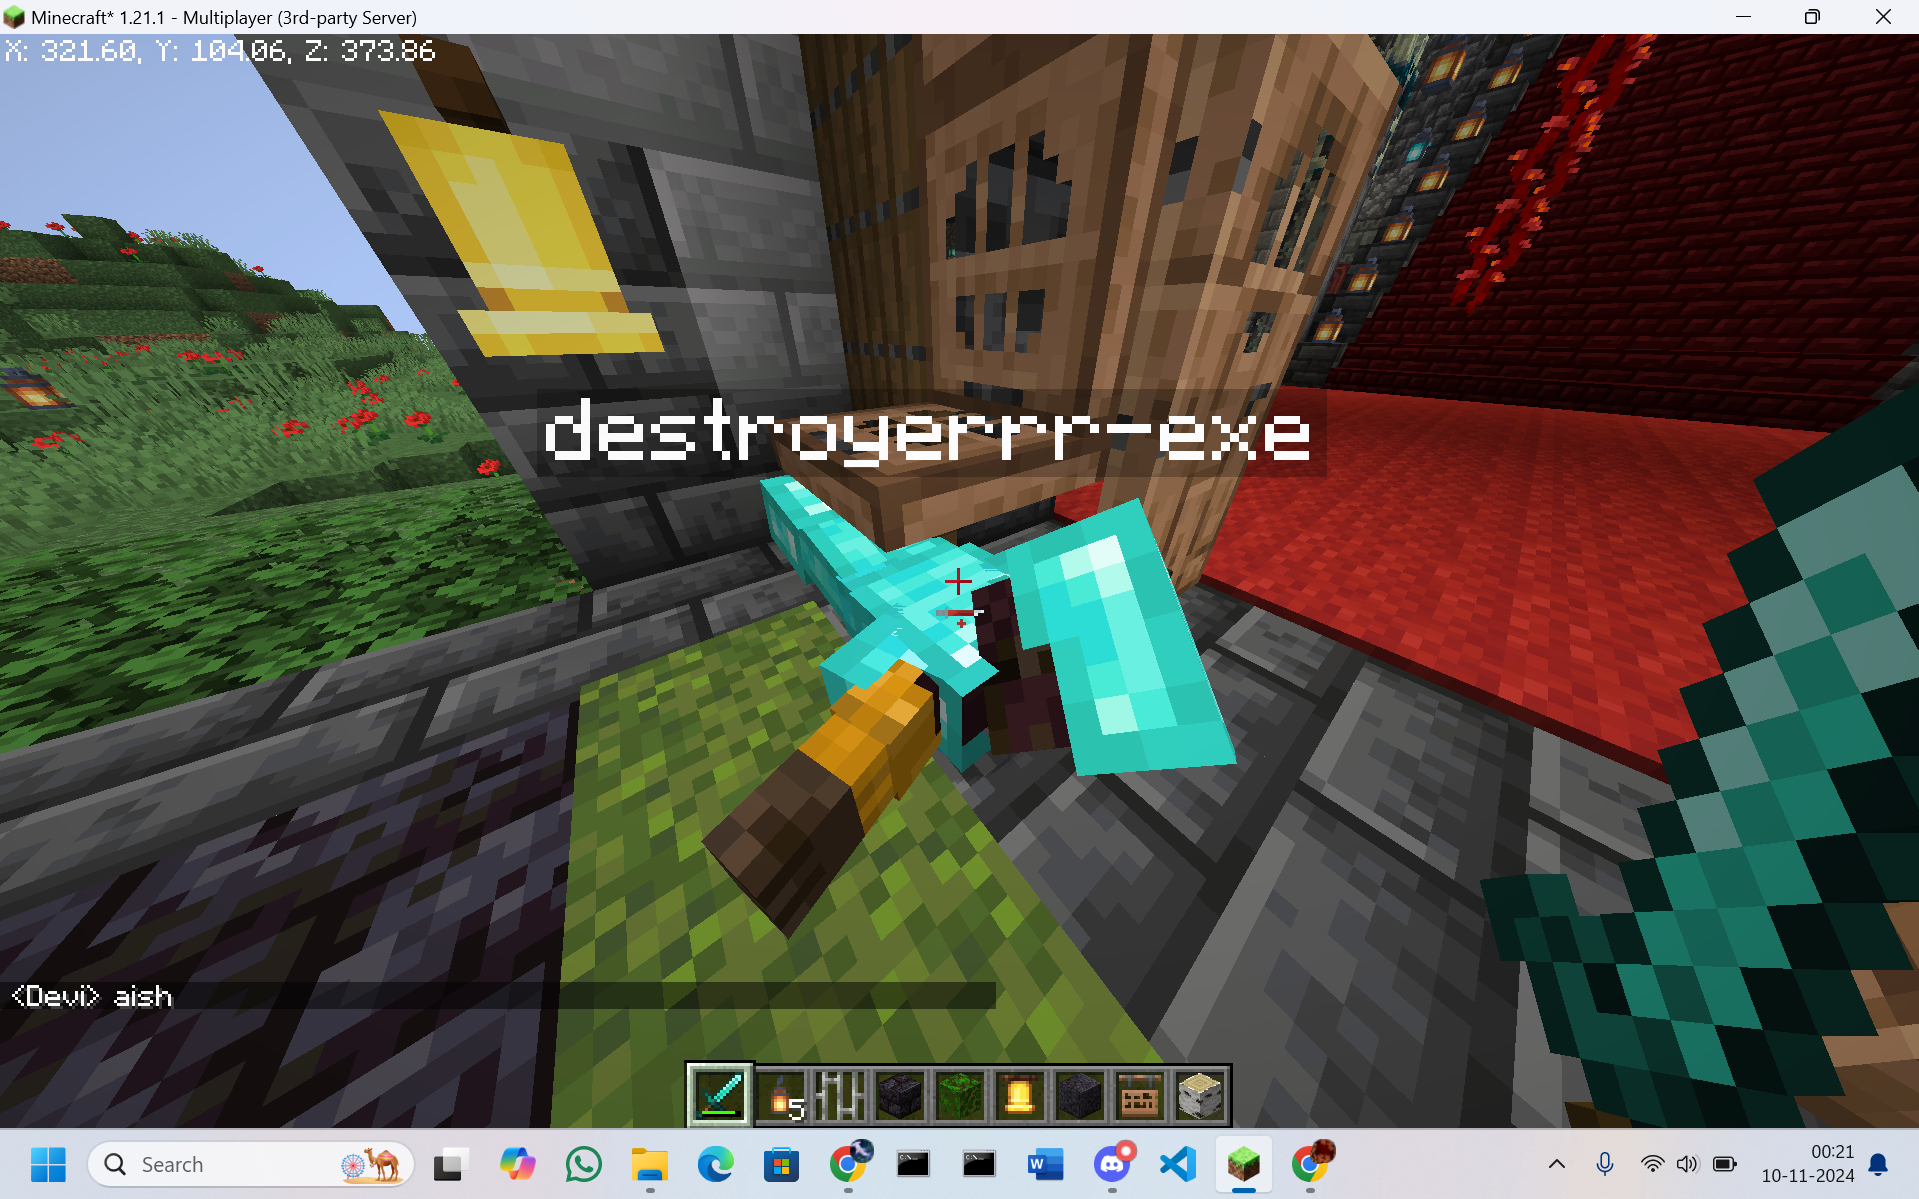 Minecraft* 1.21.1 - Multiplayer (3rd-party Server)
X: 321.60, Y: 104.06, Z: 373.86
destroyerrr-exe
<Devi> aish
5
Search
00:21
10-11-2024